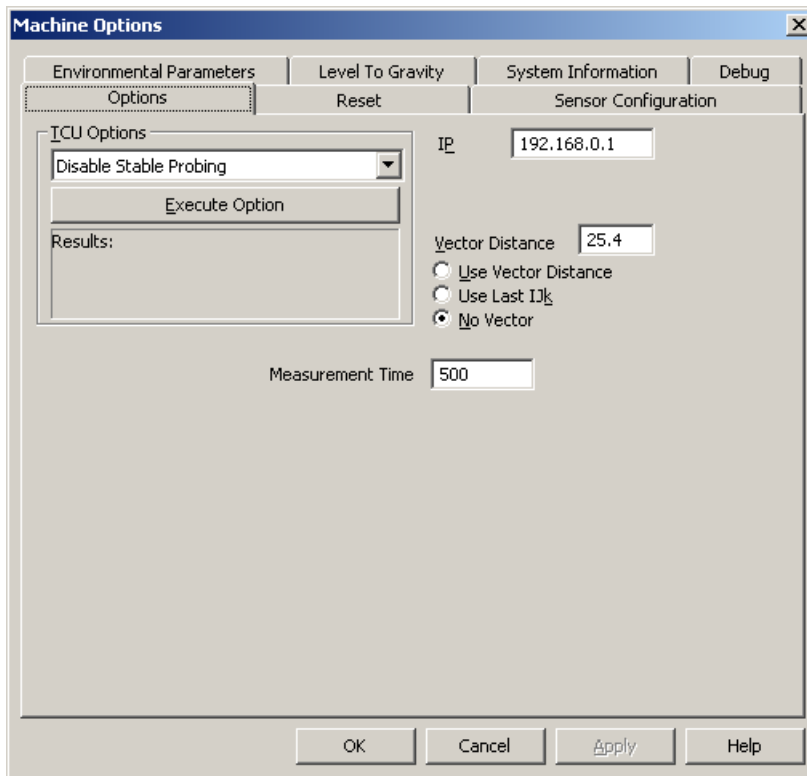 Machine Options
Environmental Parameters Level To Gravity System Information Debug
Options Reset Sensor Configuration
TCU Options
Disable Stable Probing
Execute Option
Results:
IP 192.168.0.1
Vector Distance 25.4
Use Vector Distance
Use Last IJk
No Vector
Measurement Time 500
OK Cancel Apply Help